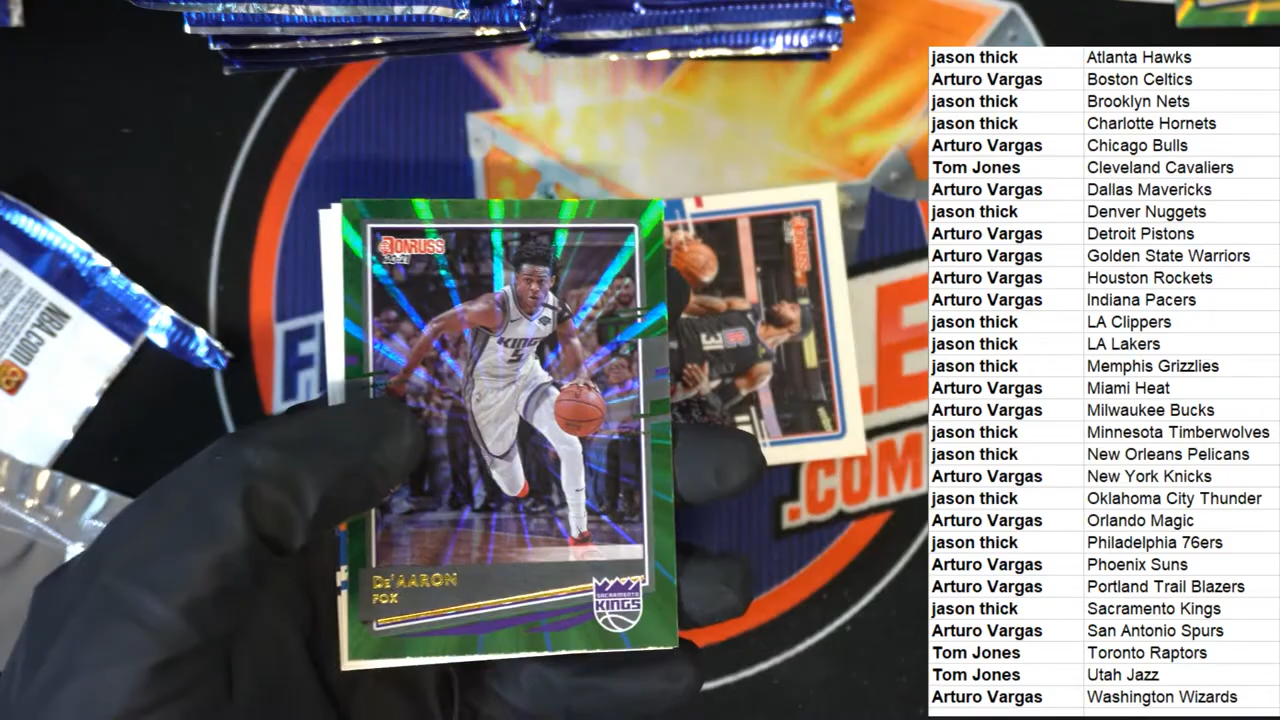 jason thick Atlanta Hawks
Arturo Vargas Boston Celtics
jason thick Brooklyn Nets
jason thick Charlotte Hornets
Arturo Vargas Chicago Bulls
Tom Jones Cleveland Cavaliers
Arturo Vargas Dallas Mavericks
jason thick Denver Nuggets
Arturo Vargas Detroit Pistons
Arturo Vargas Golden State Warriors
Arturo Vargas Houston Rockets
Arturo Vargas Indiana Pacers
jason thick LA Clippers
jason thick LA Lakers
jason thick Memphis Grizzlies
Arturo Vargas Miami Heat
Arturo Vargas Milwaukee Bucks
jason thick Minnesota Timberwolves
jason thick New Orleans Pelicans
Arturo Vargas New York Knicks
jason thick Oklahoma City Thunder
Arturo Vargas Orlando Magic
jason thick Philadelphia 76ers
Arturo Vargas Phoenix Suns
Arturo Vargas Portland Trail Blazers
jason thick Sacramento Kings
Arturo Vargas San Antonio Spurs
Tom Jones Toronto Raptors
Tom Jones Utah Jazz
Arturo Vargas Washington Wizards
DONRUSS
20-21
KINGS
5
De'AARON
FOX
SACRAMENTO
KINGS
NBA.COM
DONRUSS
.COM